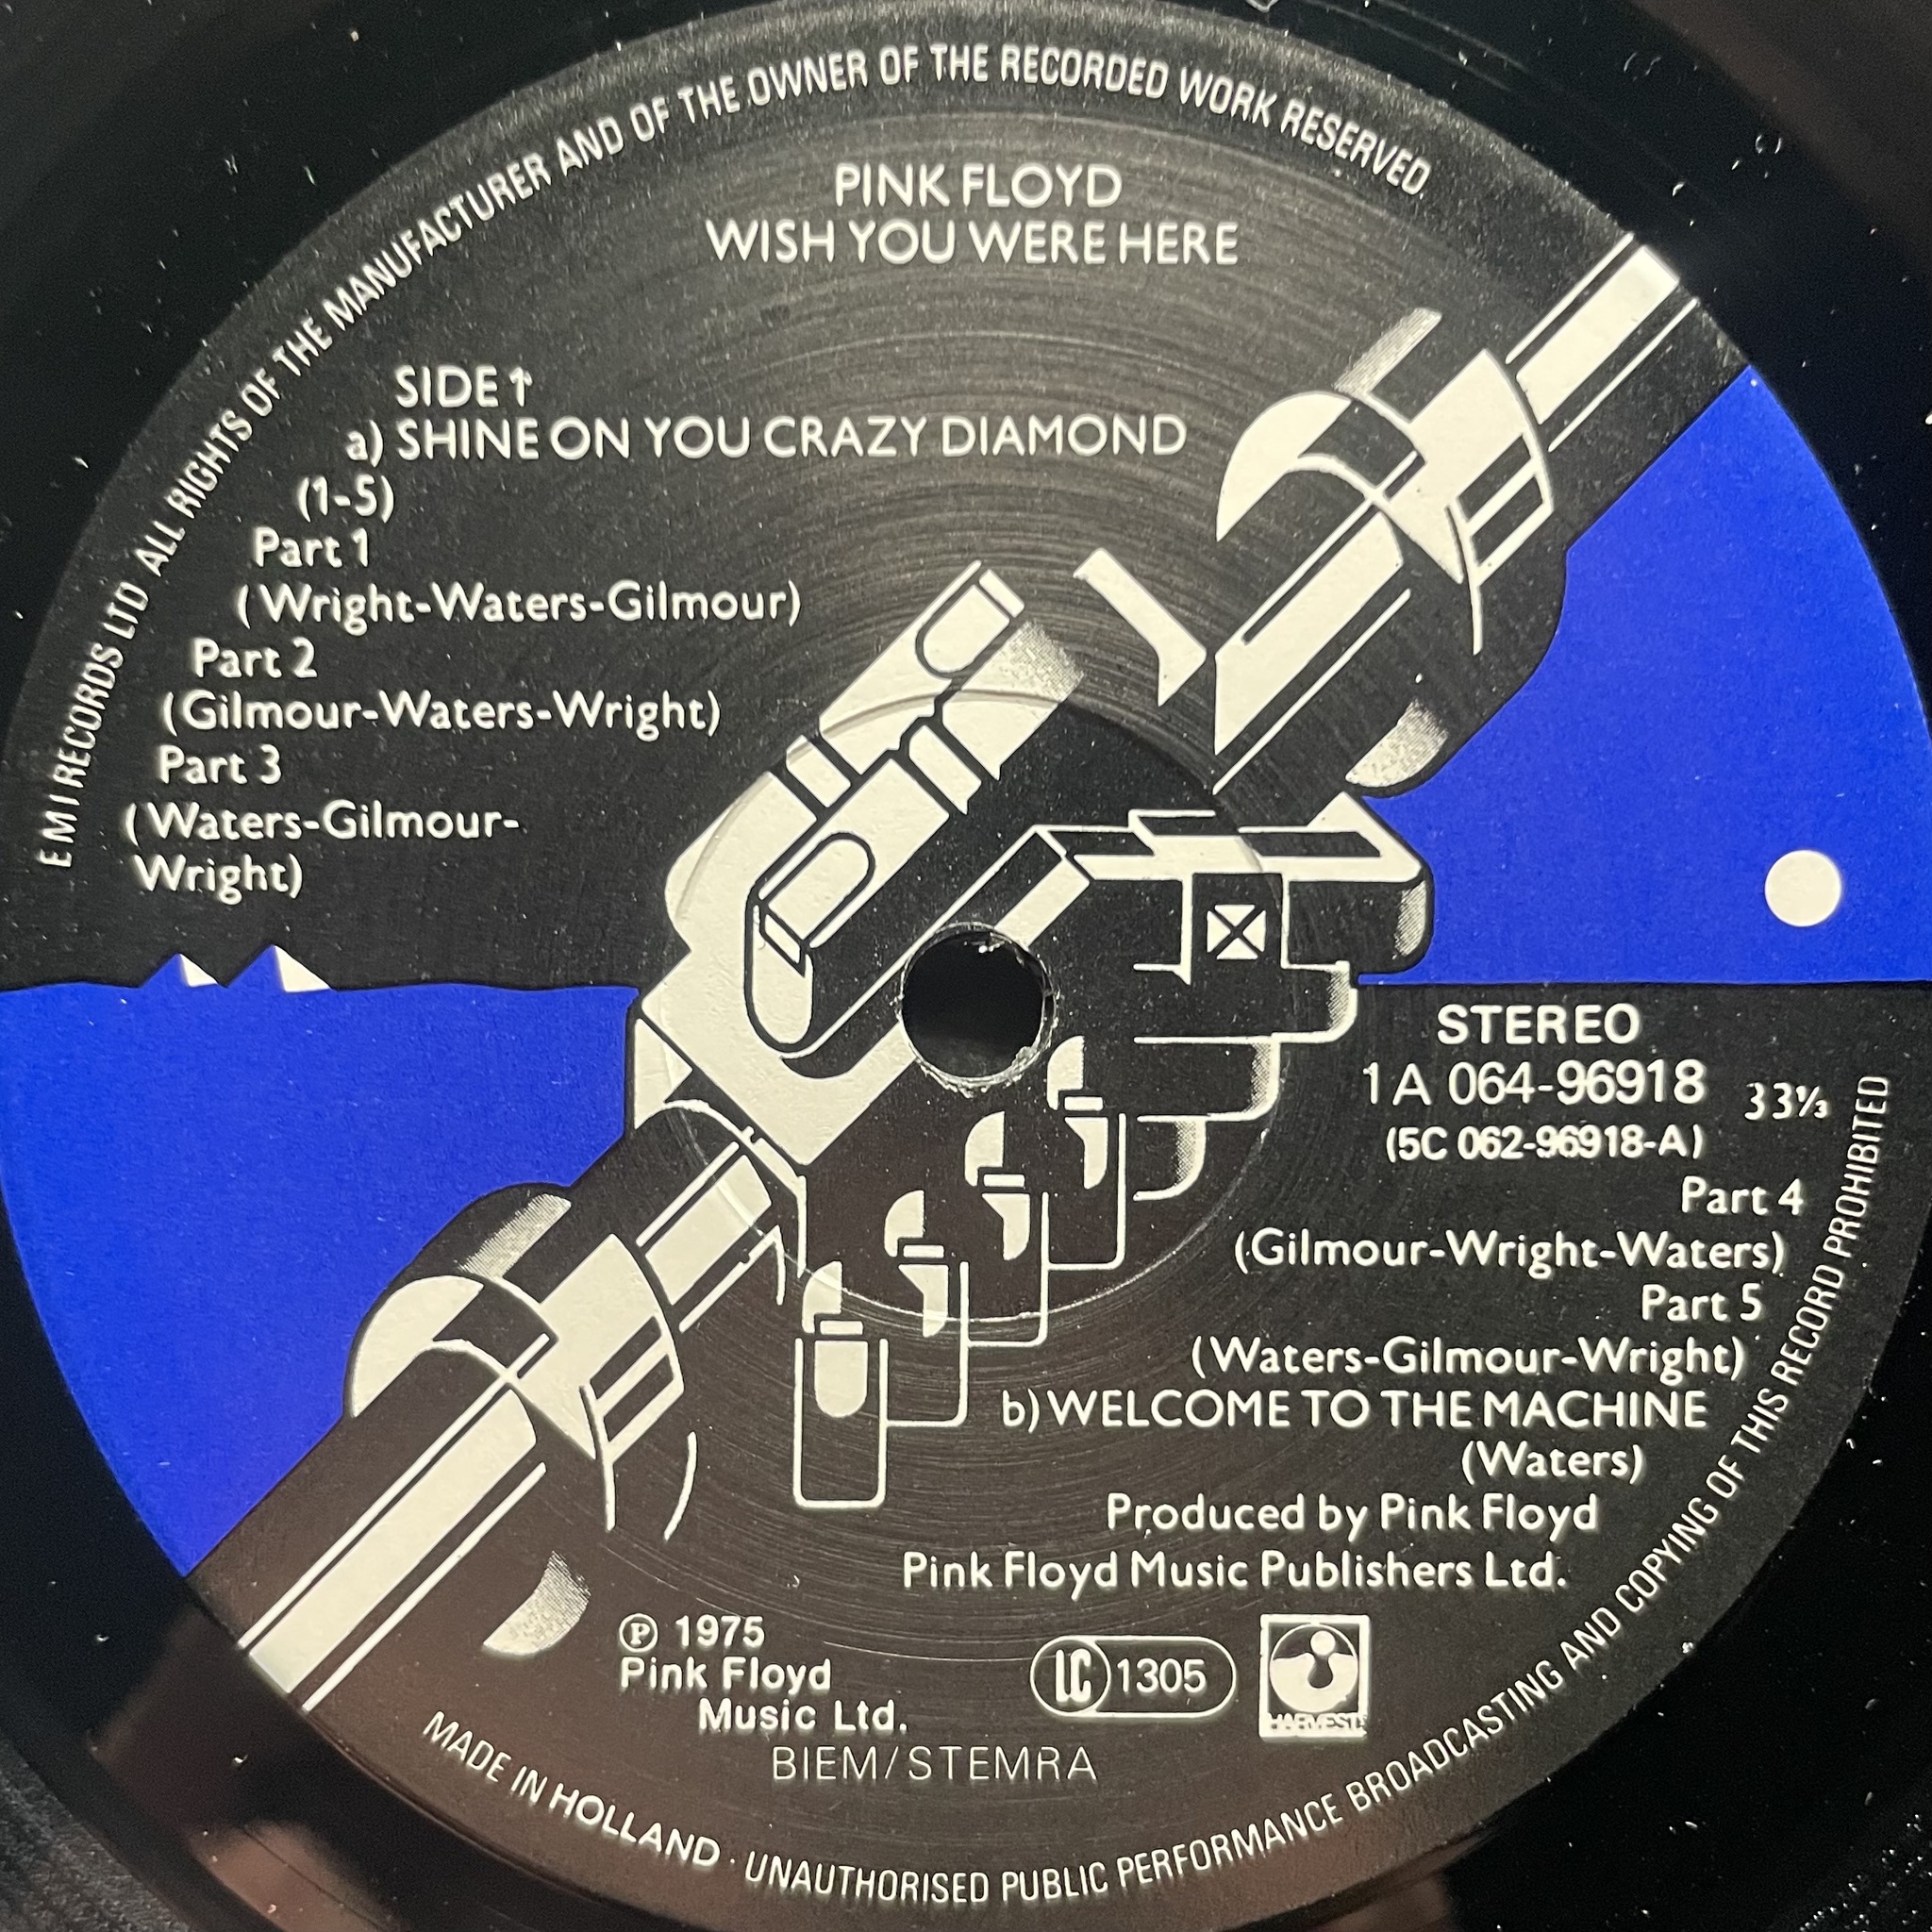 E M I RECORDS LTD ALL RIGHTS OF THE MANUFACTURER AND OF THE OWNER OF THE RECORDED WORK RESERVED
PINK FLOYD
WISH YOU WERE HERE
SIDE 1
a) SHINE ON YOU CRAZY DIAMOND
(1-5)
Part 1
(Wright-Waters-Gilmour)
Part 2
(Gilmour-Waters-Wright)
Part 3
(Waters-Gilmour-
Wright)
STEREO
1A 064-96918
33⅓
(5C 062-96918-A)
Part 4
(Gilmour-Wright-Waters)
Part 5
(Waters-Gilmour-Wright)
b) WELCOME TO THE MACHINE
(Waters)
Produced by Pink Floyd
Pink Floyd Music Publishers Ltd.
℗ 1975
Pink Floyd
Music Ltd.
LC 1305
HARVEST
BIEM/STEMRA
MADE IN HOLLAND · UNAUTHORISED PUBLIC PERFORMANCE BROADCASTING AND COPYING OF THIS RECORD PROHIBITED